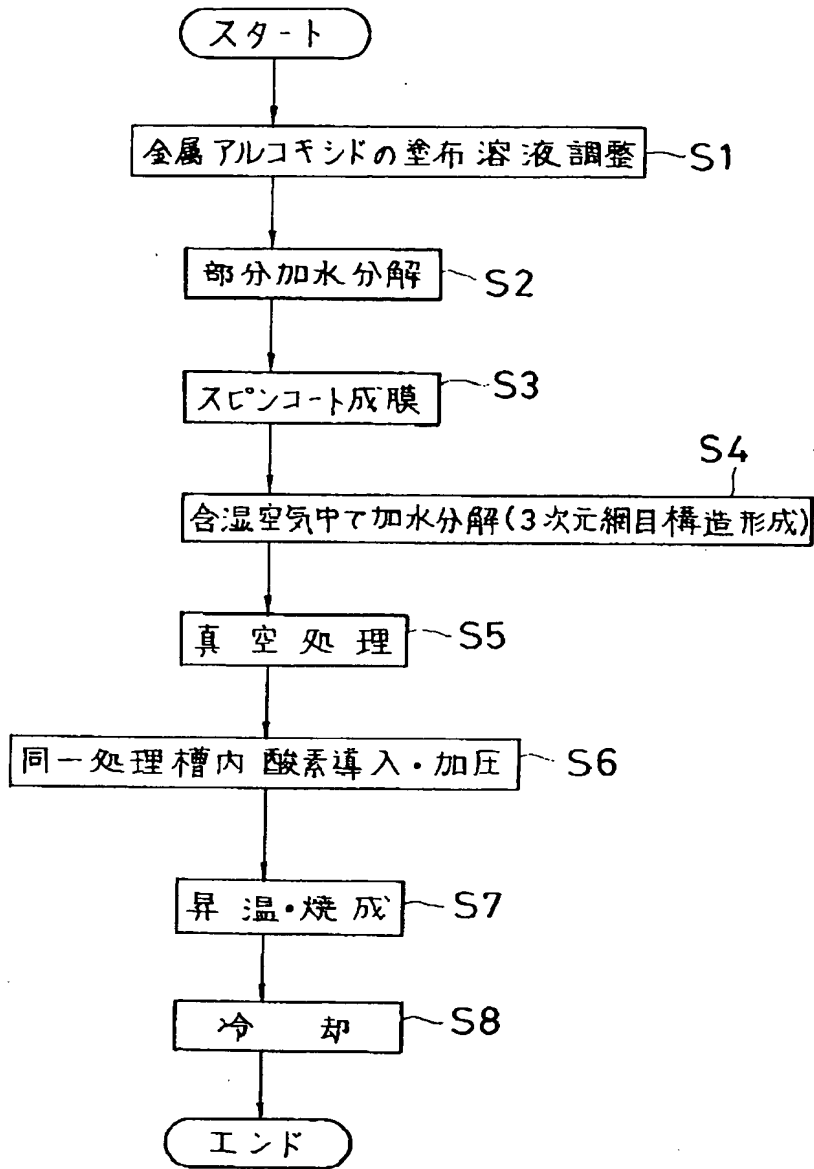 スタート
金属アルコキシドの塗布溶液調整 S1
部分加水分解 S2
スピンコート成膜 S3
S4
含湿空気中で加水分解(3次元網目構造形成)
真空処理 S5
同一処理槽内 酸素導入・加圧 S6
昇温・焼成 S7
冷却 S8
エンド